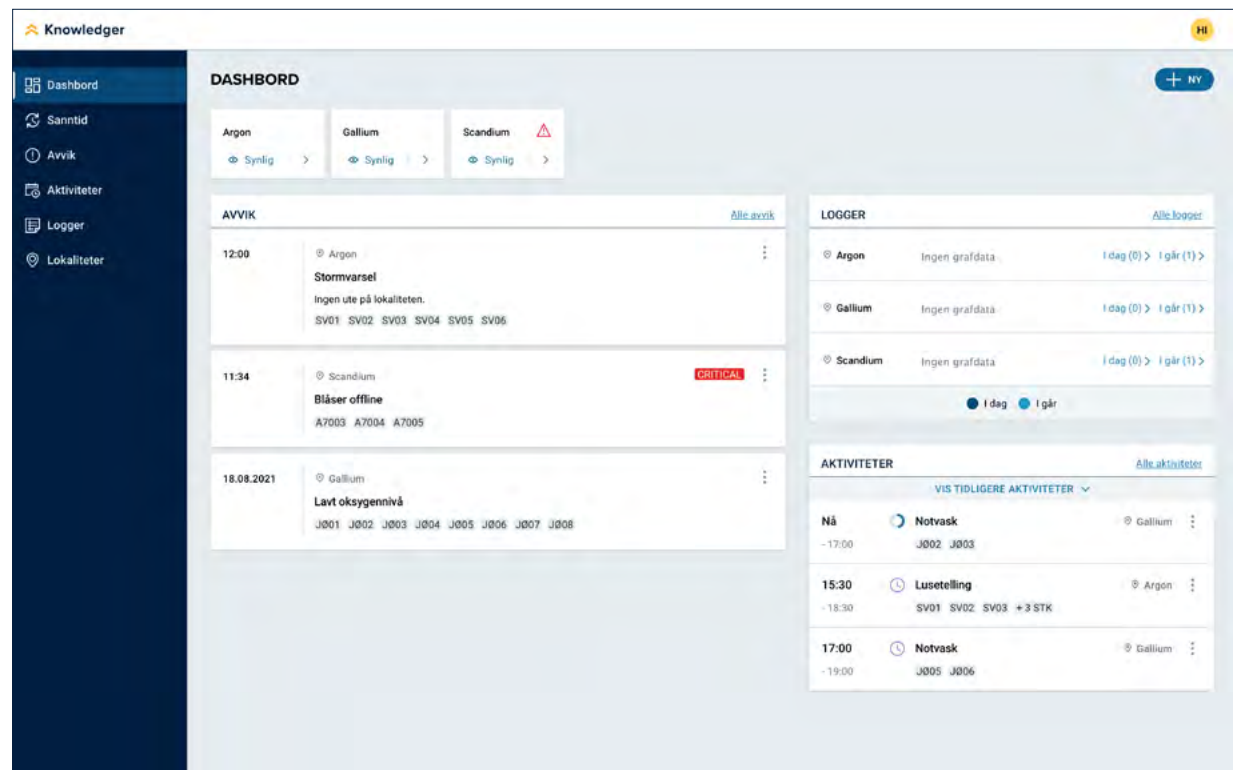 Knowledger
HI
Dashbord
Sanntid
Avvik
Aktiviteter
Logger
Lokaliteter
DASHBORD
NY
Argon
Synlig
Gallium
Synlig
Scandium
Synlig
AVVIK
Alle avvik
12:00
Argon
Stormvarsel
Ingen ute på lokaliteten.
SV01 SV02 SV03 SV04 SV05 SV06
11:34
Scandium
CRITICAL
Blåser offline
A7003 A7004 A7005
18.08.2021
Gallium
Lavt oksygennivå
JØ01 JØ02 JØ03 JØ04 JØ05 JØ06 JØ07 JØ08
LOGGER
Alle logger
Argon Ingen grafdata I dag (0) > I går (1) >
Gallium Ingen grafdata I dag (0) > I går (1) >
Scandium Ingen grafdata I dag (0) > I går (1) >
I dag I går
AKTIVITETER
Alle aktiviteter
VIS TIDLIGERE AKTIVITETER
Nå Notvask Gallium
- 17:00 JØ02 JØ03
15:30 Lusetelling Argon
- 18:30 SV01 SV02 SV03 + 3 STK
17:00 Notvask Gallium
- 19:00 JØ05 JØ06